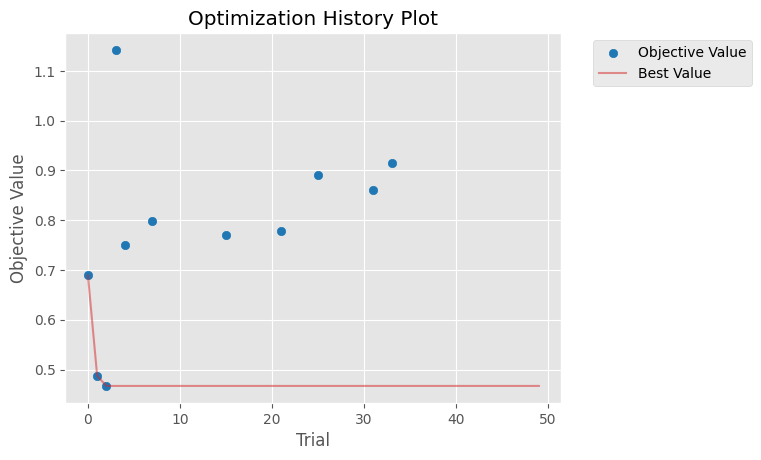 Optimization History Plot
Objective Value
Best Value
Objective Value
1.1
1.0
0.9
0.8
0.7
0.6
0.5
0
10
20
30
40
50
Trial